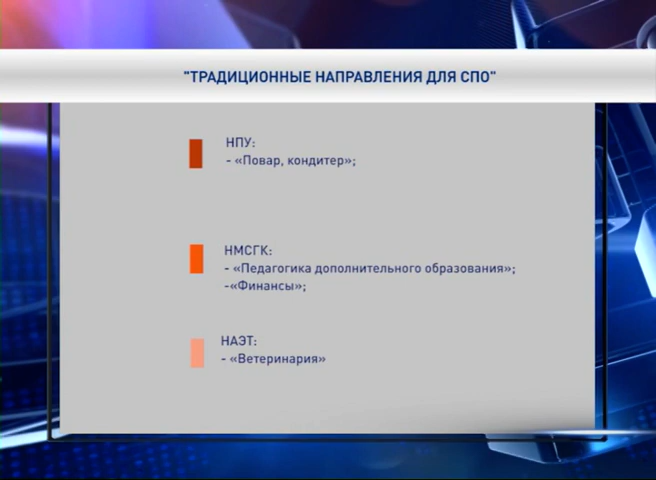 "ТРАДИЦИОННЫЕ НАПРАВЛЕНИЯ ДЛЯ СПО"
НПУ:
- «Повар, кондитер»;
НМСГК:
- «Педагогика дополнительного образования»;
-«Финансы»;
НАЭТ:
- «Ветеринария»